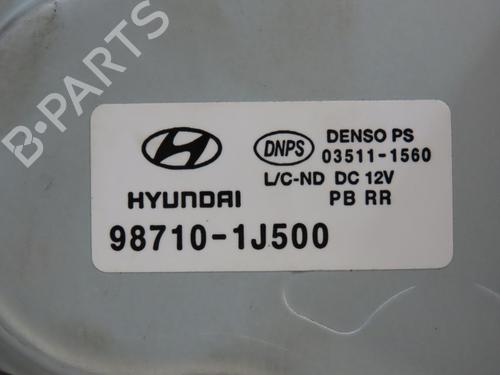 B-PARTS
HYUNDAI
98710-1J500
DNPS
DENSO PS
03511-1560
L/C-ND DC 12V
PB RR